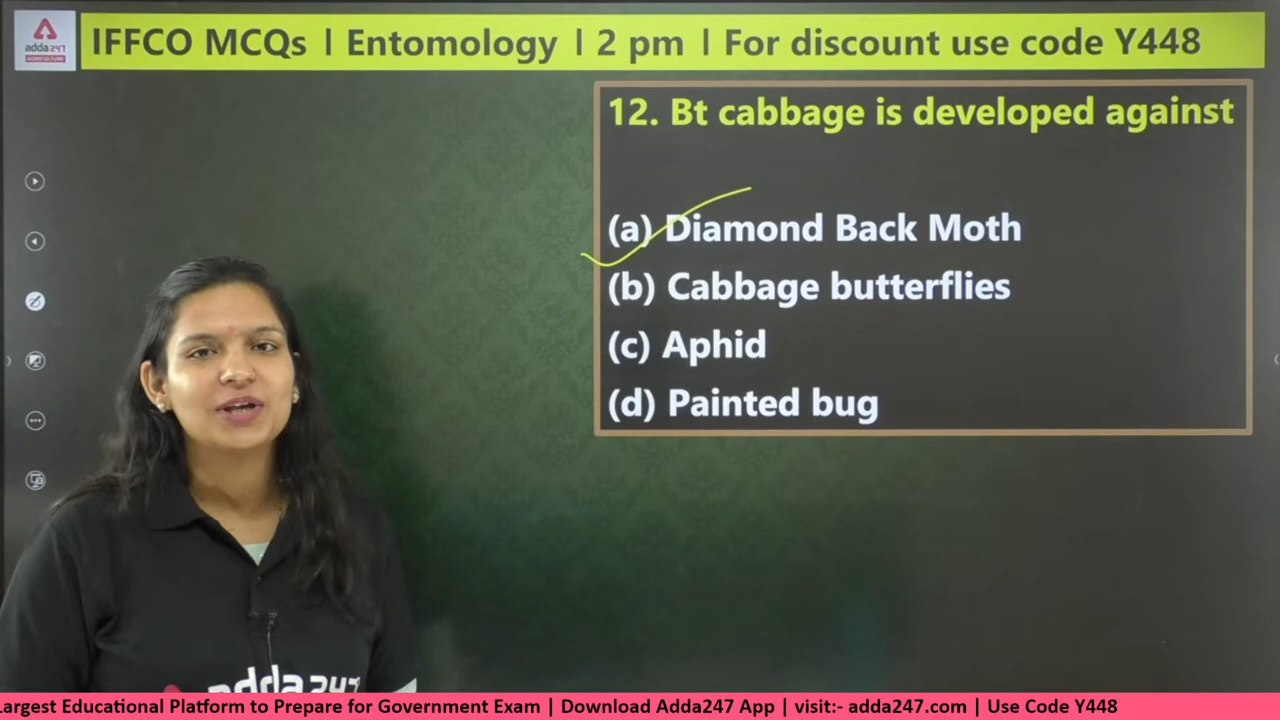 adda247
AGRICULTURE
IFFCO MCQs I Entomology I 2 pm I For discount use code Y448
12. Bt cabbage is developed against
(a) Diamond Back Moth
(b) Cabbage butterflies
(c) Aphid
(d) Painted bug
adda247
Largest Educational Platform to Prepare for Government Exam | Download Adda247 App | visit:- adda247.com | Use Code Y448